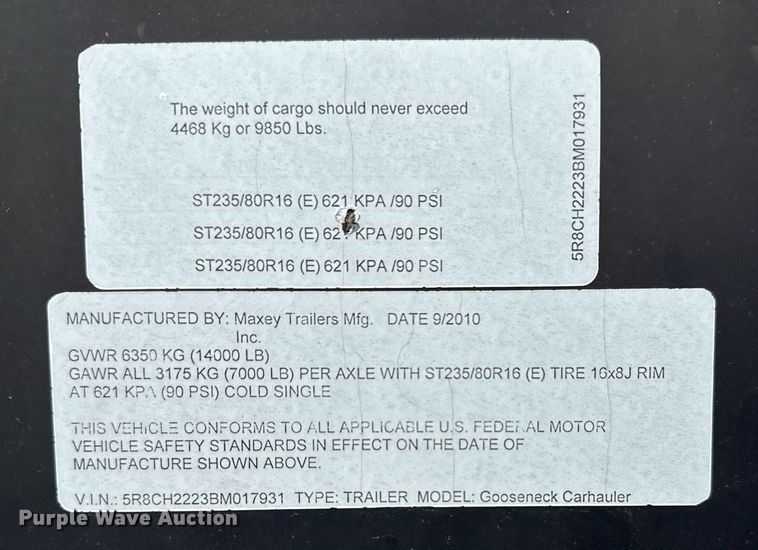 The weight of cargo should never exceed
4468 Kg or 9850 Lbs.
ST235/80R16 (E) 621 KPA /90 PSI
ST235/80R16 (E) 621 KPA /90 PSI
ST235/80R16 (E) 621 KPA /90 PSI
5R8CH2223BM017931
MANUFACTURED BY: Maxey Trailers Mfg. DATE 9/2010
Inc.
GVWR 6350 KG (14000 LB)
GAWR ALL 3175 KG (7000 LB) PER AXLE WITH ST235/80R16 (E) TIRE 16x8J RIM
AT 621 KPA (90 PSI) COLD SINGLE
THIS VEHICLE CONFORMS TO ALL APPLICABLE U.S. FEDERAL MOTOR
VEHICLE SAFETY STANDARDS IN EFFECT ON THE DATE OF
MANUFACTURE SHOWN ABOVE.
V.I.N.: 5R8CH2223BM017931 TYPE: TRAILER MODEL: Gooseneck Carhauler
Purple Wave Auction